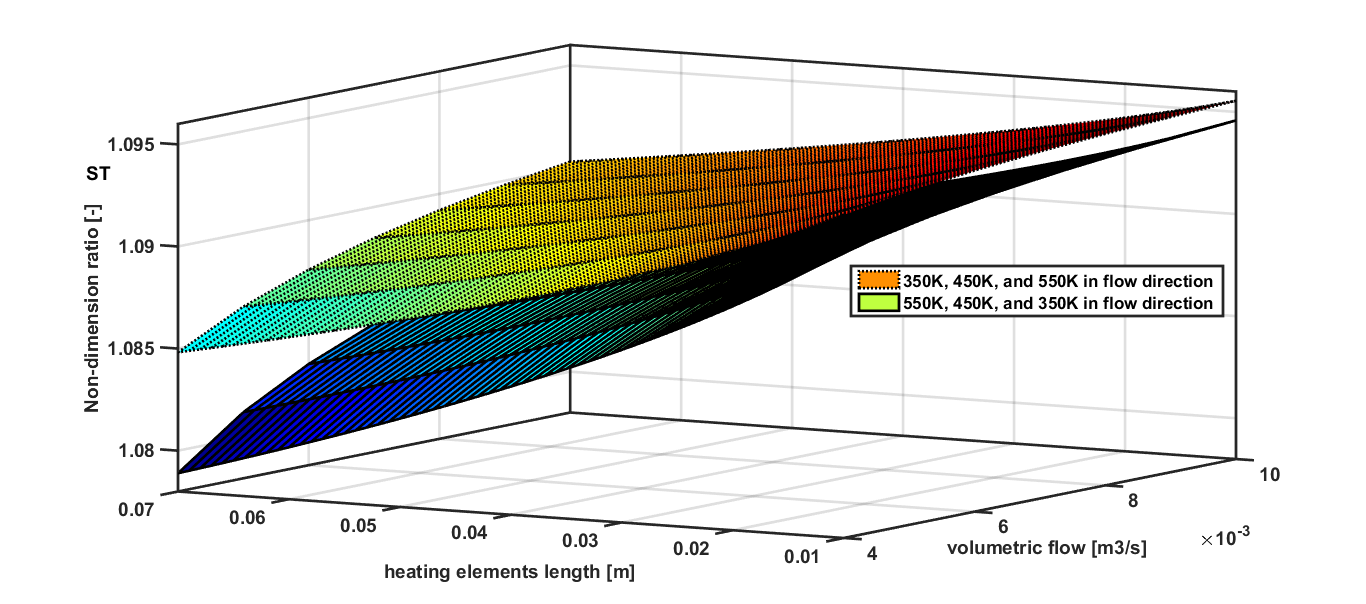 1.095
ST
1.09
1.085
1.08
Non-dimension ratio [-]
350K, 450K, and 550K in flow direction
550K, 450K, and 350K in flow direction
0.07
0.06
0.05
0.04
0.03
0.02
0.01
heating elements length [m]
4
6
8
10
×10-3
volumetric flow [m3/s]